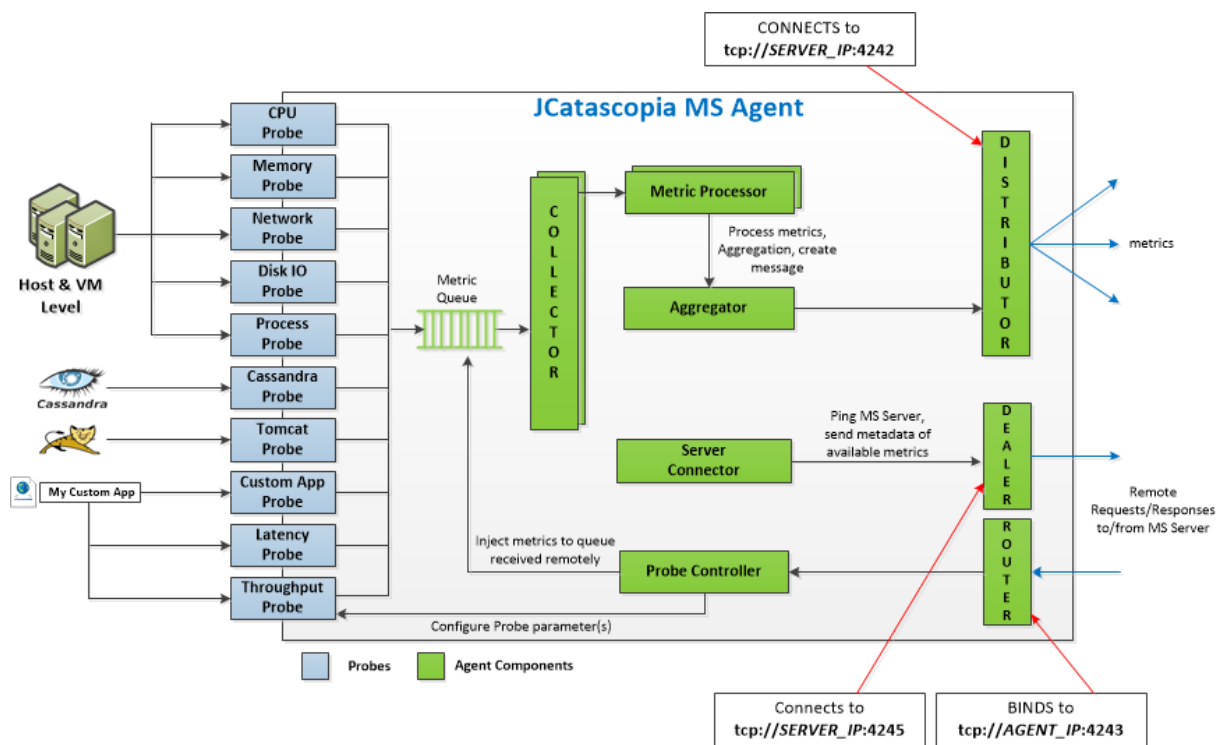 CONNECTS to
tcp://SERVER_IP:4242
JCatascopia MS Agent
CPU
Probe
Memory
Probe
Network
Probe
Disk IO
Probe
Process
Probe
Cassandra
Probe
Tomcat
Probe
Custom App
Probe
Latency
Probe
Throughput
Probe
Host & VM
Level
Cassandra
My Custom App
Metric
Queue
COLLECTOR
Metric Processor
Process metrics,
Aggregation, create
message
Aggregator
DISTRIBUTOR
metrics
Server
Connector
Ping MS Server,
send metadata of
available metrics
DEALER
Remote
Requests/Responses
to/from MS Server
Inject metrics to queue
received remotely
Probe Controller
ROUTER
Configure Probe parameter(s)
Probes
Agent Components
Connects to
tcp://SERVER_IP:4245
BINDS to
tcp://AGENT_IP:4243